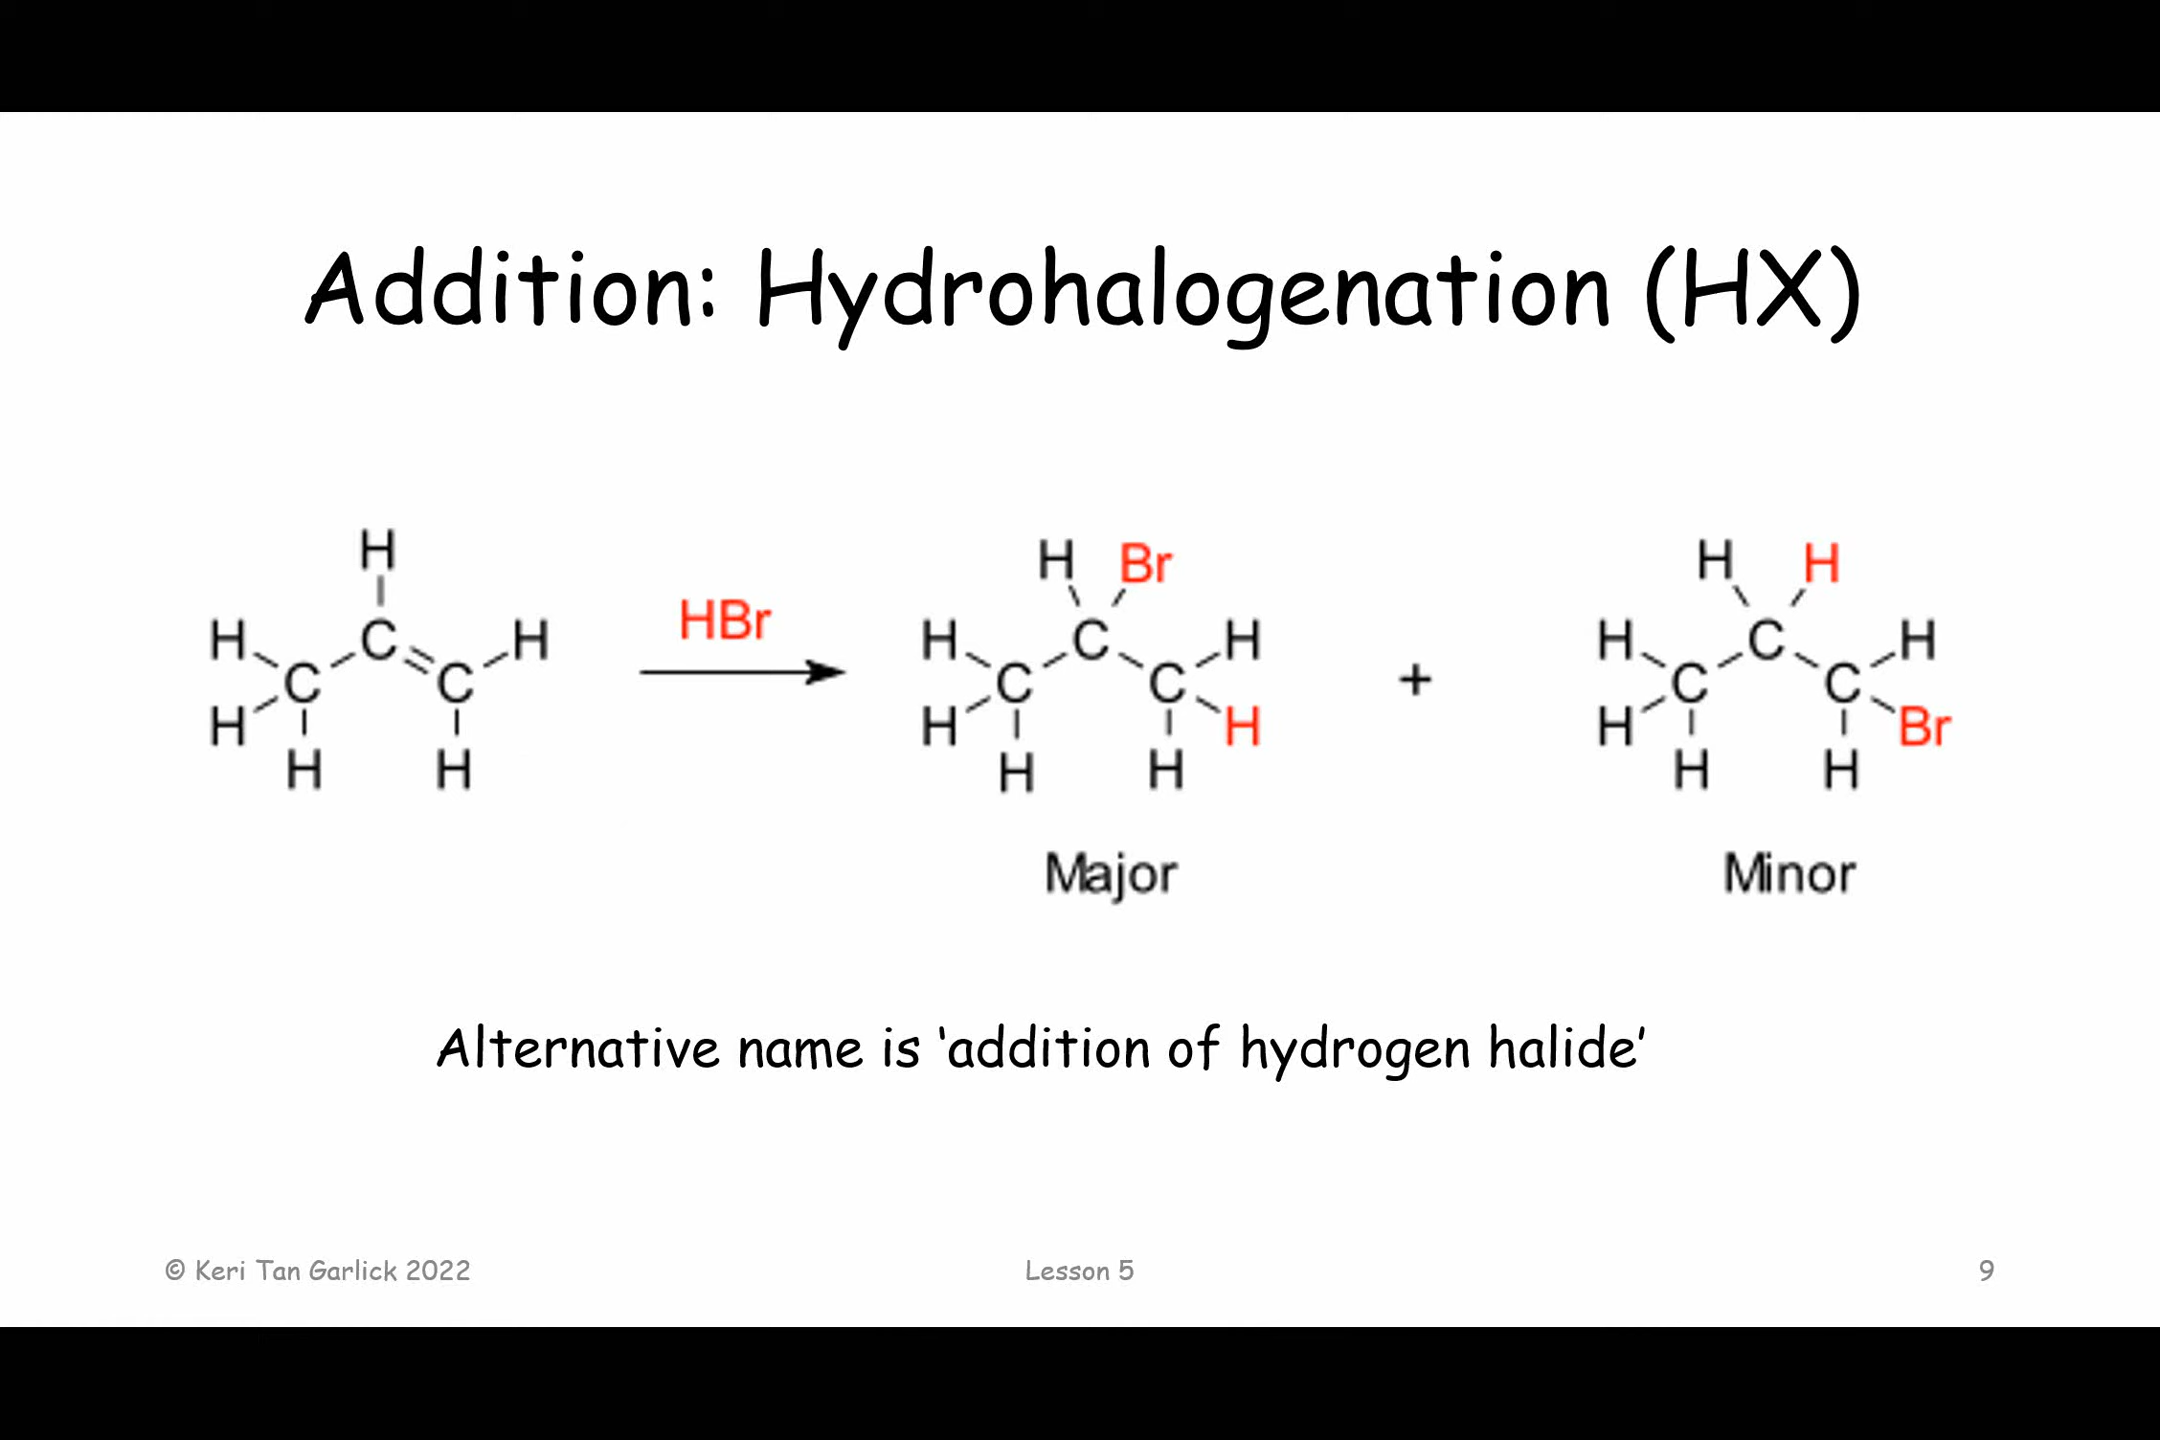 Addition: Hydrohalogenation (HX)
H
H C H
C C
H H H
HBr
H Br
H C H
C C
H H
H H
+
H H
H C H
C C
H Br
H H
Major Minor
Alternative name is ‘addition of hydrogen halide’
© Keri Tan Garlick 2022 Lesson 5 9